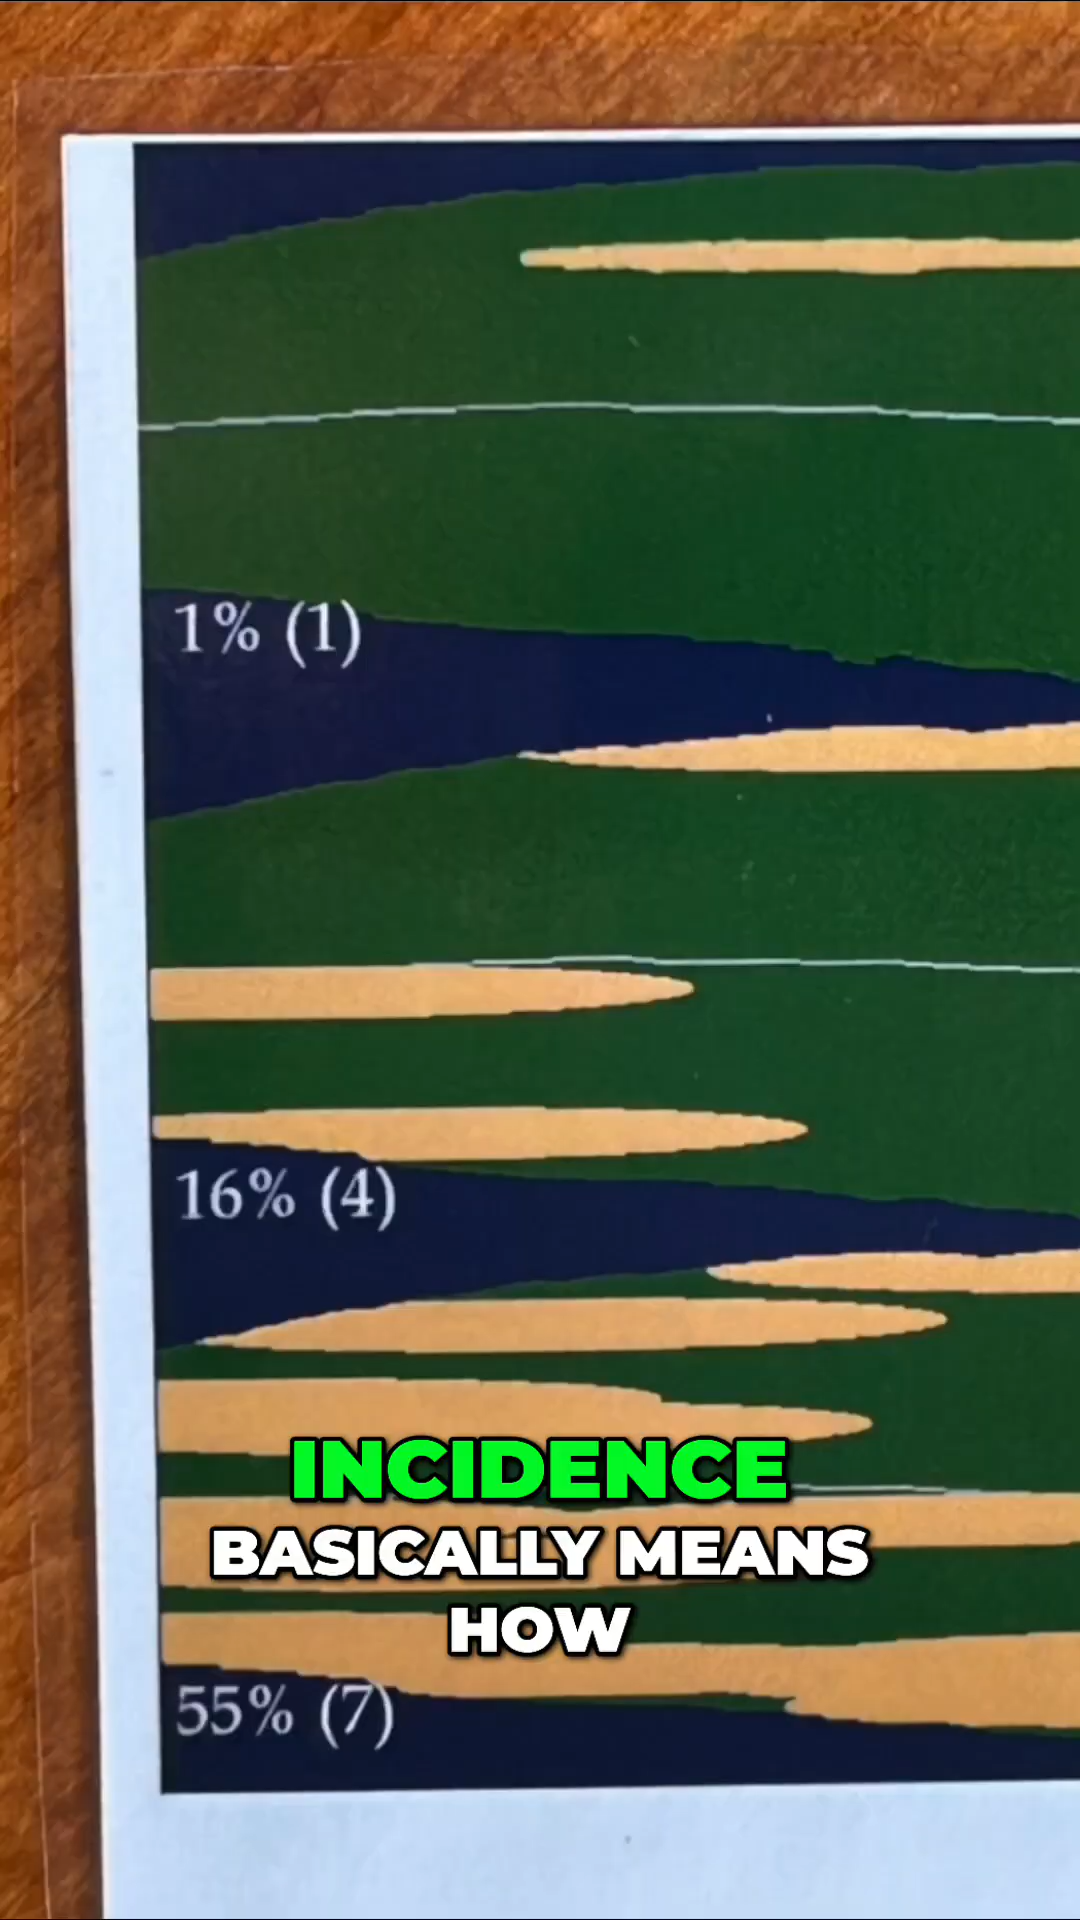 1% (1)
16% (4)
INCIDENCE
BASICALLY MEANS
HOW
55% (7)